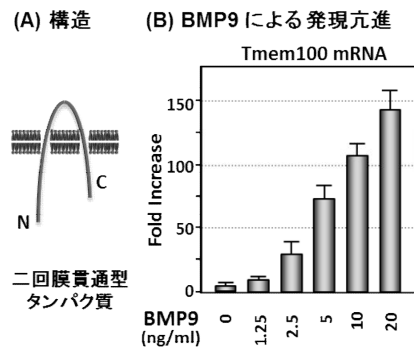 (A) 構造
(B) BMP9 による発現亢進
Tmem100 mRNA
N
C
二回膜貫通型
タンパク質
Fold Increase
150
100
50
0
BMP9
(ng/ml)
0
1.25
2.5
5
10
20